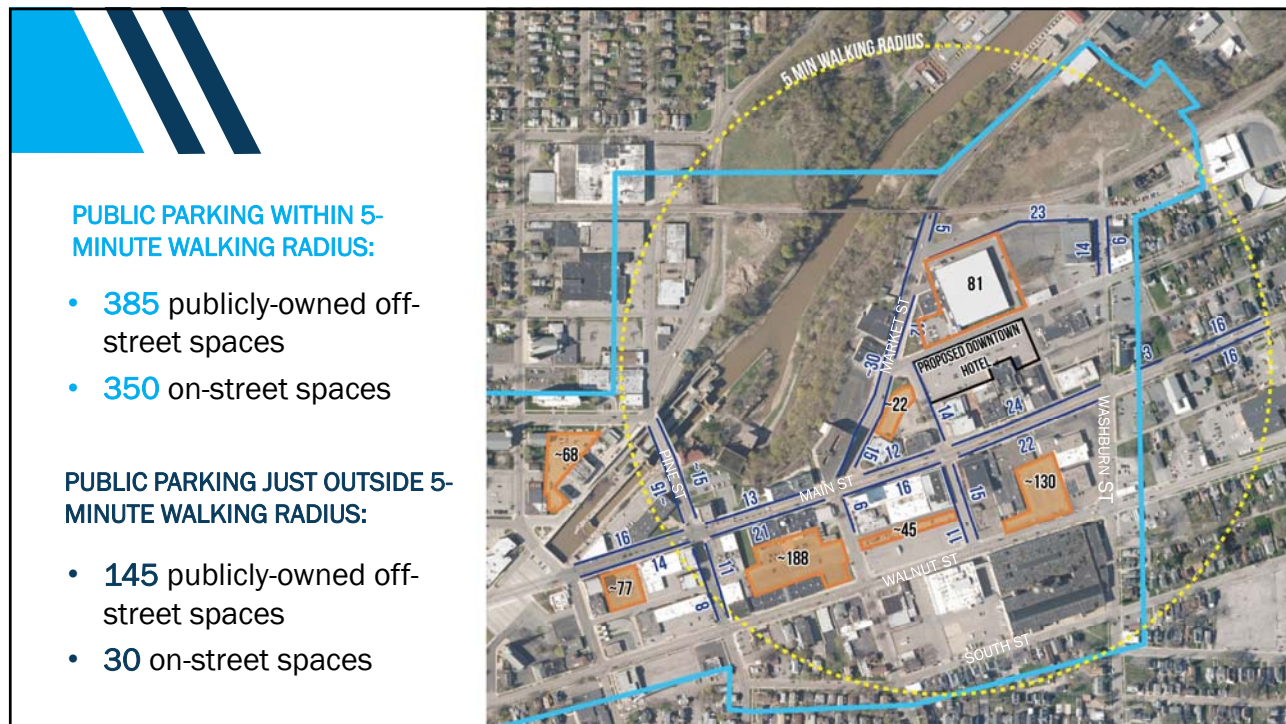 PUBLIC PARKING WITHIN 5-
MINUTE WALKING RADIUS:
• 385 publicly-owned off-
street spaces
• 350 on-street spaces
PUBLIC PARKING JUST OUTSIDE 5-
MINUTE WALKING RADIUS:
• 145 publicly-owned off-
street spaces
• 30 on-street spaces
5 MIN WALKING RADIUS
5
23
14
81
MARKET ST
PROPOSED DOWNTOWN
HOTEL
~30
~22
14
24
16
16
WASHBURN ST
15
12
22
~68
PINE ST
~15
~15
13
MAIN ST
16
15
~130
16
21
~45
11
14
11
~188
WALNUT ST
~77
8
SOUTH ST